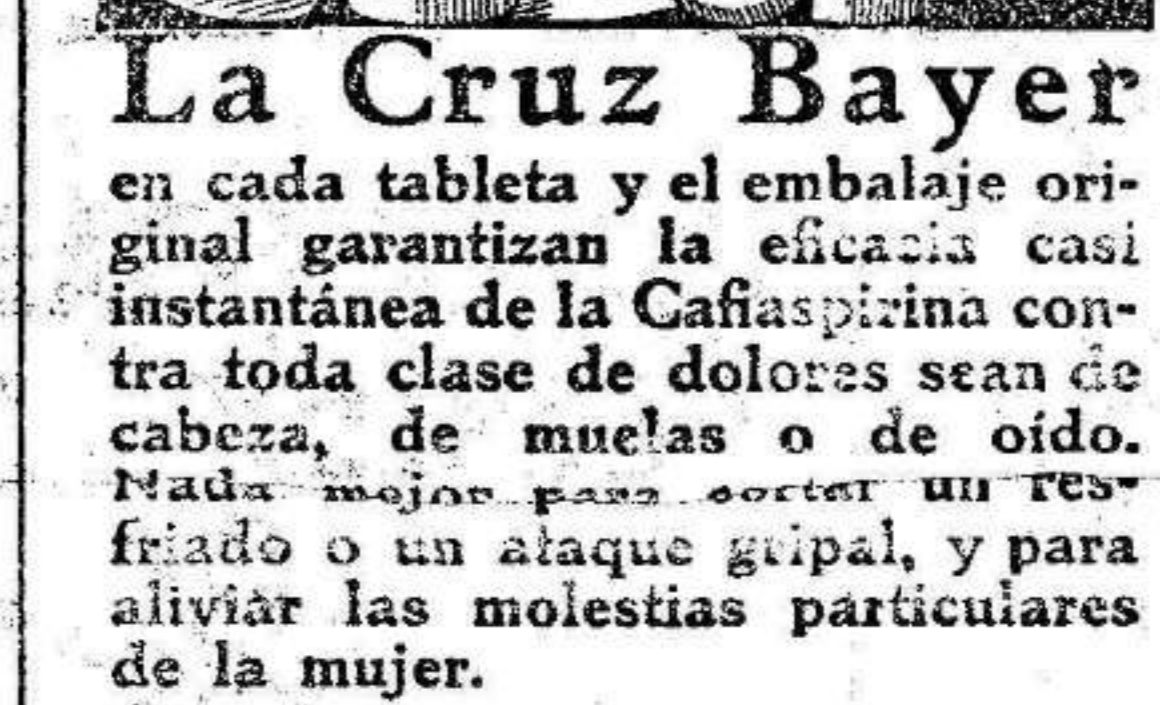 La Cruz Bayer
en cada tableta y el embalaje ori-
ginal garantizan la eficacia casi
instantánea de la Cafiaspirina con-
tra toda clase de dolores sean de
cabeza, de muelas o de oído.
Nada mejor para cortar un res-
friado o un ataque gripal, y para
aliviar las molestias particulares
de la mujer.